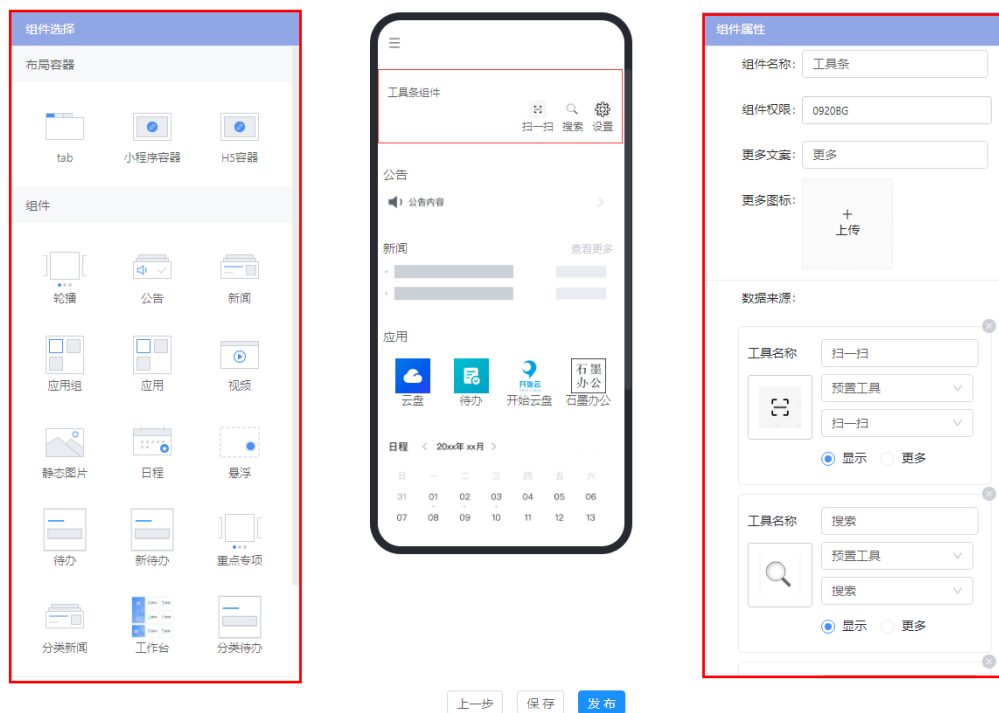 组件选择
布局容器
tab 小程序容器 H5容器
组件
轮播 公告 新闻
应用组 应用 视频
静态图片 日程 悬浮
待办 新待办 重点专项
分类新闻 工作台 分类待办
工具条组件
扫一扫 搜索 设置
公告
公告内容
新闻 查看更多
应用
开始云
石墨
办公
云盘 待办 开始云盘 石墨办公
日程 < 20xx年 xx月 >
日 一 二 三 四 五 六
31 01 02 03 04 05 06
07 08 09 10 11 12 13
上一步 保存 发布
组件属性
组件名称: 工具条
组件权限: 0920BG
更多文案: 更多
更多图标: + 上传
数据来源:
工具名称 扫一扫
预置工具
扫一扫
显示 更多
工具名称 搜索
预置工具
搜索
显示 更多